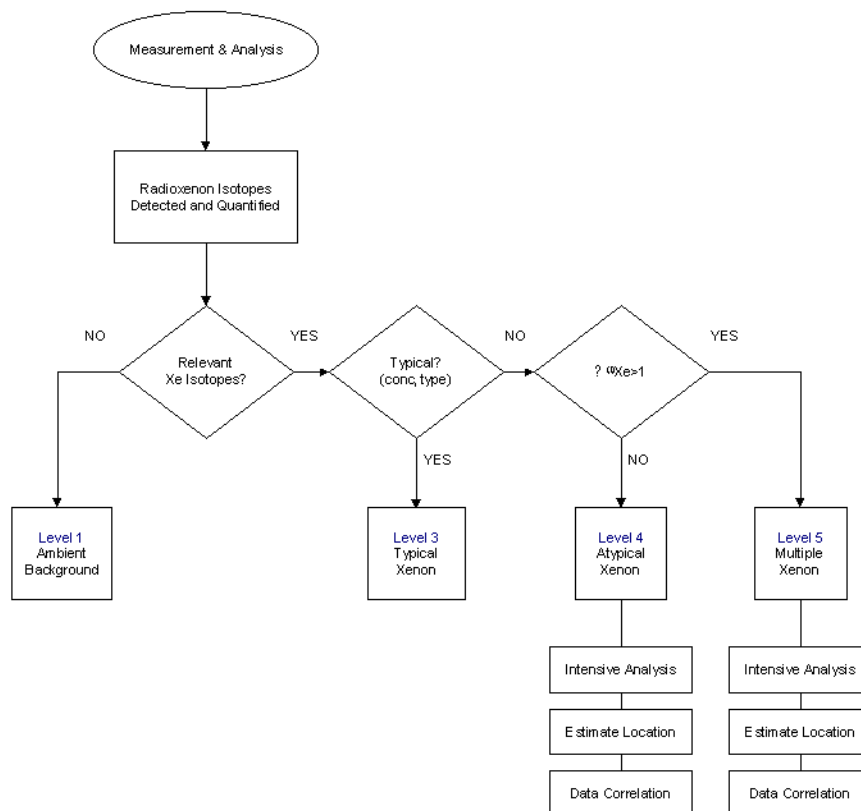 Measurement & Analysis
Radioxenon Isotopes
Detected and Quantified
NO
YES
NO
YES
Relevant
Xe Isotopes?
Typical?
(conc, type)
? ⁽ⁱ⁾Xe>1
YES
NO
Level 1
Ambient
Background
Level 3
Typical
Xenon
Level 4
Atypical
Xenon
Level 5
Multiple
Xenon
Intensive Analysis
Intensive Analysis
Estimate Location
Estimate Location
Data Correlation
Data Correlation